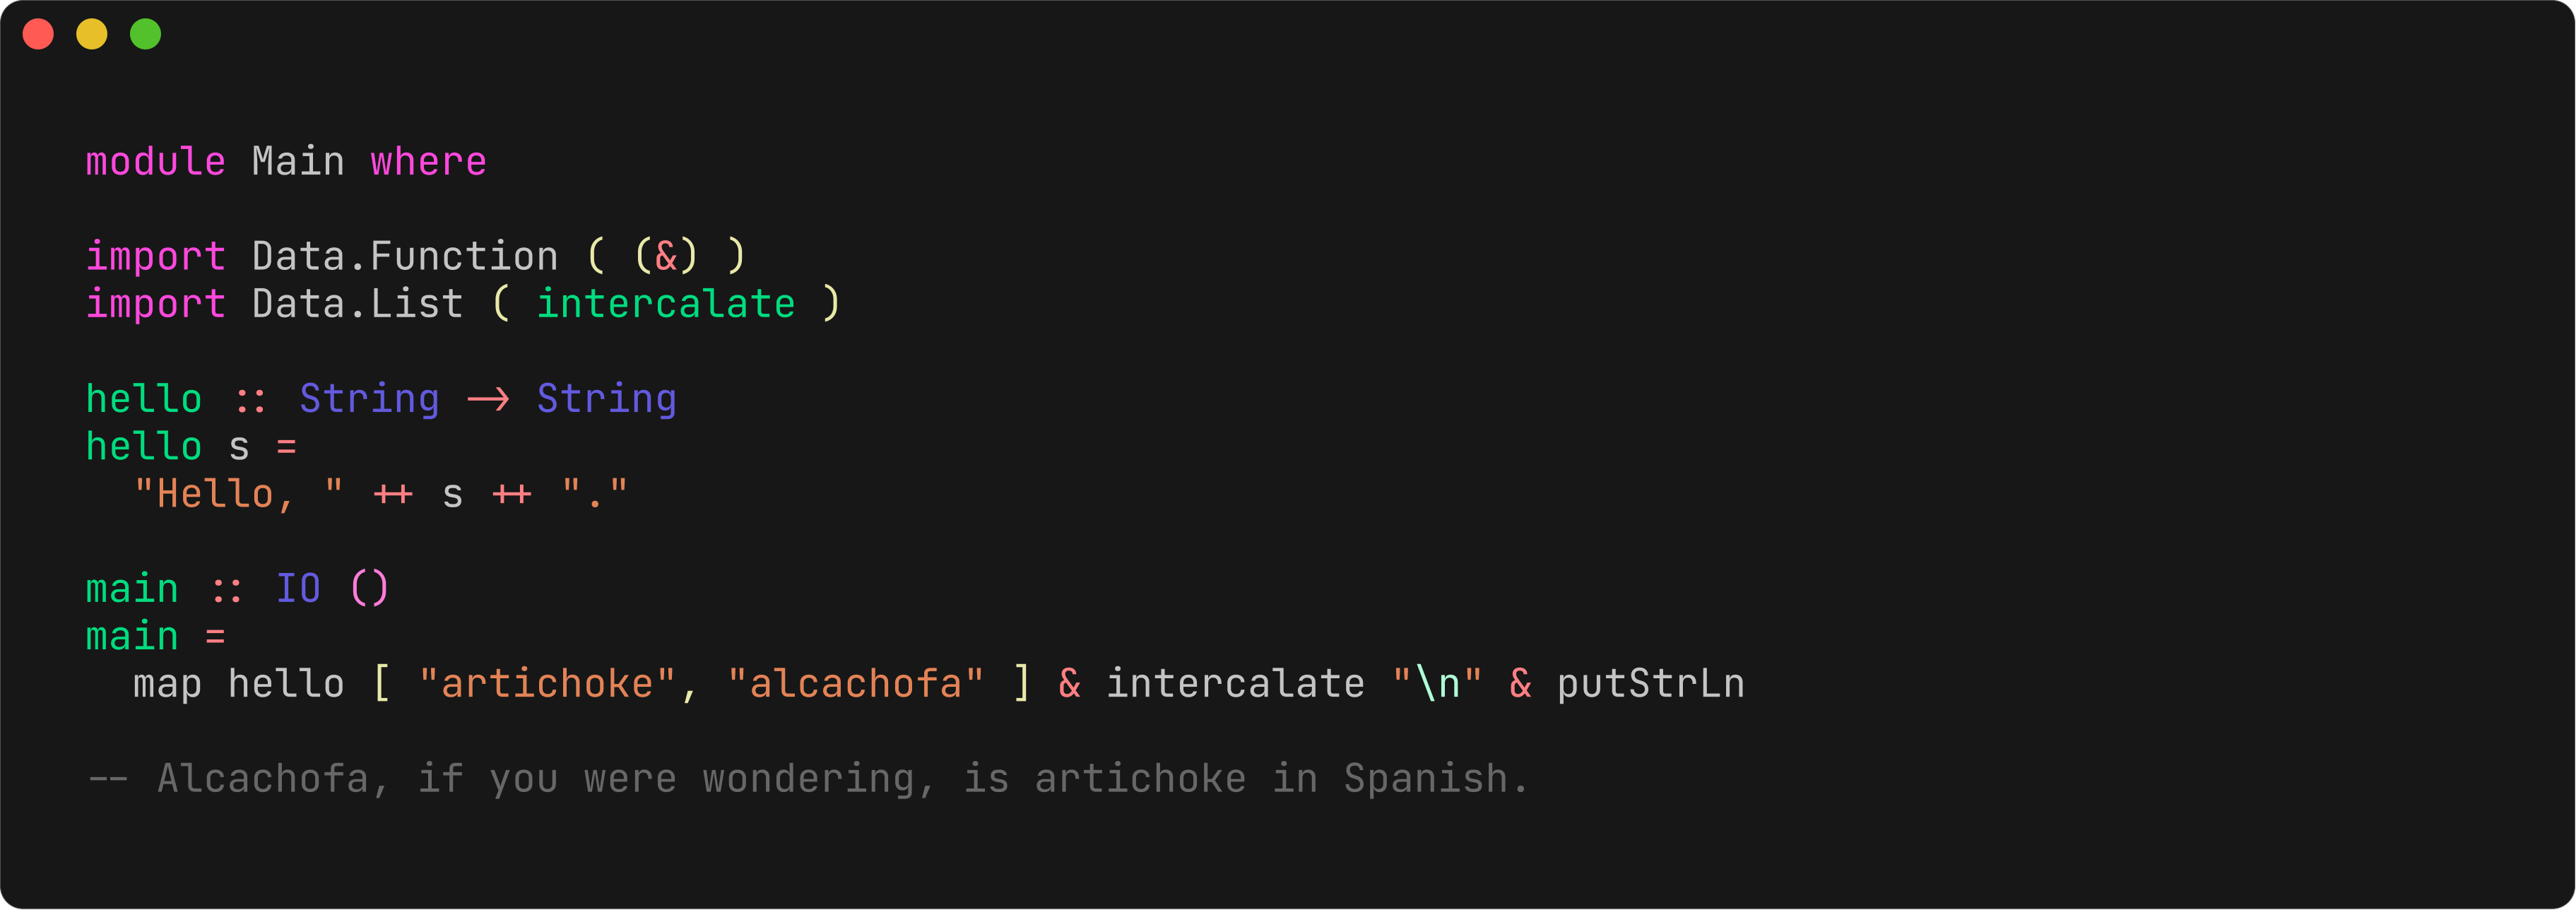 module Main where
import Data.Function ( (&) )
import Data.List ( intercalate )
hello :: String -> String
hello s =
  "Hello, " ++ s ++ "."
main :: IO ()
main =
  map hello [ "artichoke", "alcachofa" ] & intercalate "\n" & putStrLn
-- Alcachofa, if you were wondering, is artichoke in Spanish.